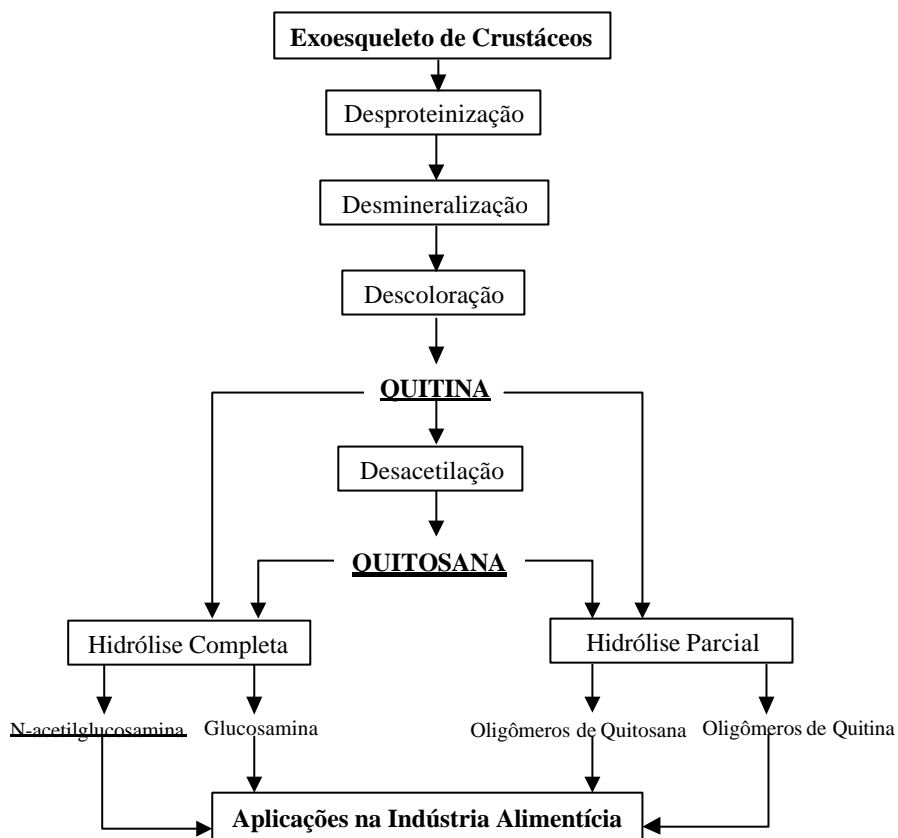 Exoesqueleto de Crustáceos
Desproteinização
Desmineralização
Descoloração
QUITINA
Desacetilação
QUITOSANA
Hidrólise Completa
Hidrólise Parcial
N-acetilglucosamina
Glucosamina
Oligômeros de Quitosana
Oligômeros de Quitina
Aplicações na Indústria Alimentícia